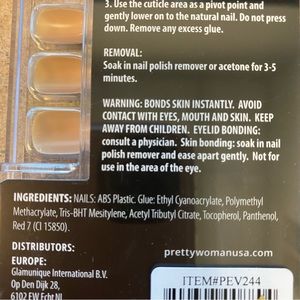 3. Use the cuticle area as a pivot point and
gently lower on to the natural nail. Do not press
down. Remove any excess glue.
REMOVAL:
Soak in nail polish remover or acetone for 3-5
minutes.
WARNING: BONDS SKIN INSTANTLY. AVOID
CONTACT WITH EYES, MOUTH AND SKIN. KEEP
AWAY FROM CHILDREN. EYELID BONDING:
consult a physician. Skin bonding: soak in nail
polish remover and ease apart gently. Not for
use in the area of the eye.
INGREDIENTS: NAILS: ABS Plastic. Glue: Ethyl Cyanoacrylate, Polymethyl
Methacrylate, Tris-BHT Mesitylene, Acetyl Tributyl Citrate, Tocopherol, Panthenol,
Red 7 (CI 15850).
DISTRIBUTORS:
prettywomanusa.com
EUROPE:
Glamunique International B.V.
Op Den Dijk 28,
6102 EW Echt NL
ITEM#PEV244